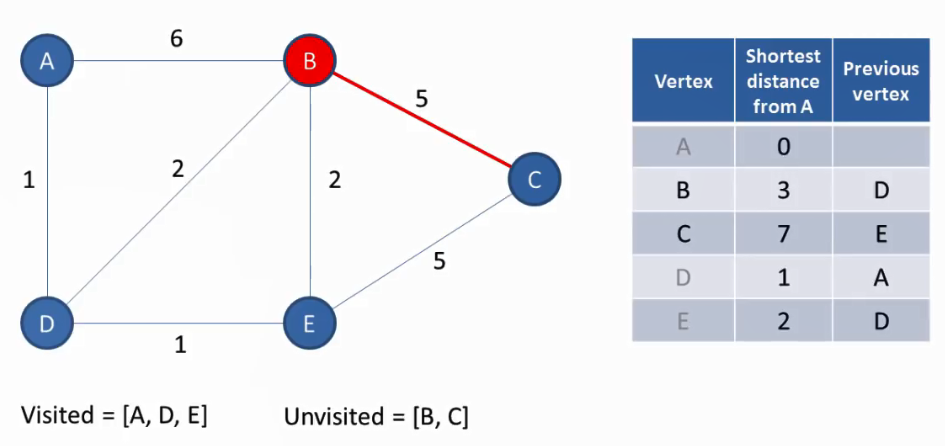 6
A
B
5
1
2
2
C
5
D
E
1
Vertex
Shortest distance from A
Previous vertex
A 0
B 3 D
C 7 E
D 1 A
E 2 D
Visited = [A, D, E]
Unvisited = [B, C]